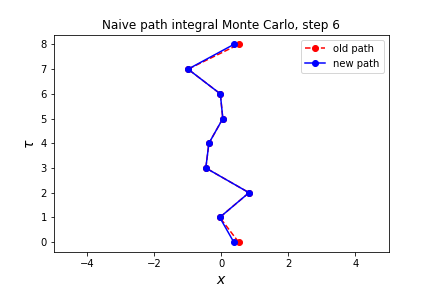 Naive path integral Monte Carlo, step 6
old path
new path
8
7
6
5
4
3
2
1
0
τ
−4 −2 0 2 4
x